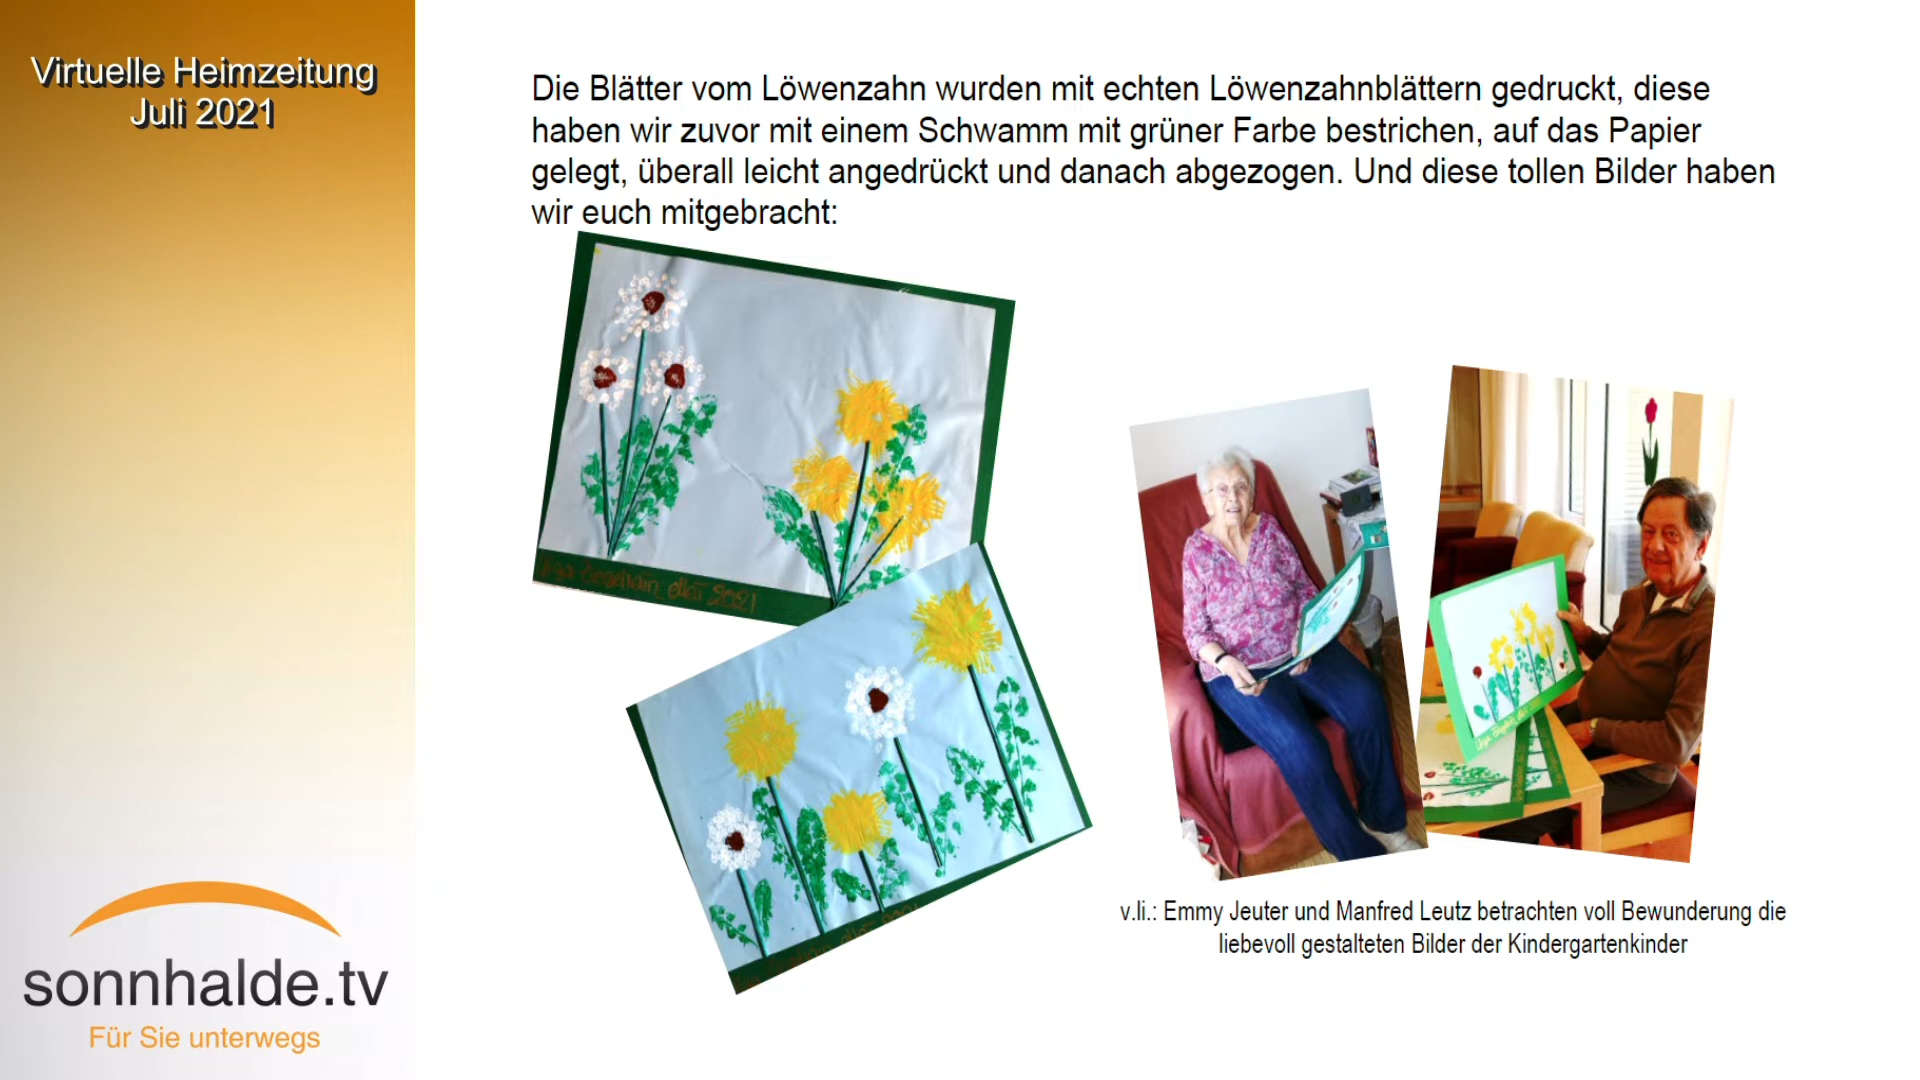 Virtuelle Heimzeitung
Juli 2021
Die Blätter vom Löwenzahn wurden mit echten Löwenzahnblättern gedruckt, diese
haben wir zuvor mit einem Schwamm mit grüner Farbe bestrichen, auf das Papier
gelegt, überall leicht angedrückt und danach abgezogen. Und diese tollen Bilder haben
wir euch mitgebracht:
2021
v.li.: Emmy Jeuter und Manfred Leutz betrachten voll Bewunderung die
liebevoll gestalteten Bilder der Kindergartenkinder
sonnhalde.tv
Für Sie unterwegs